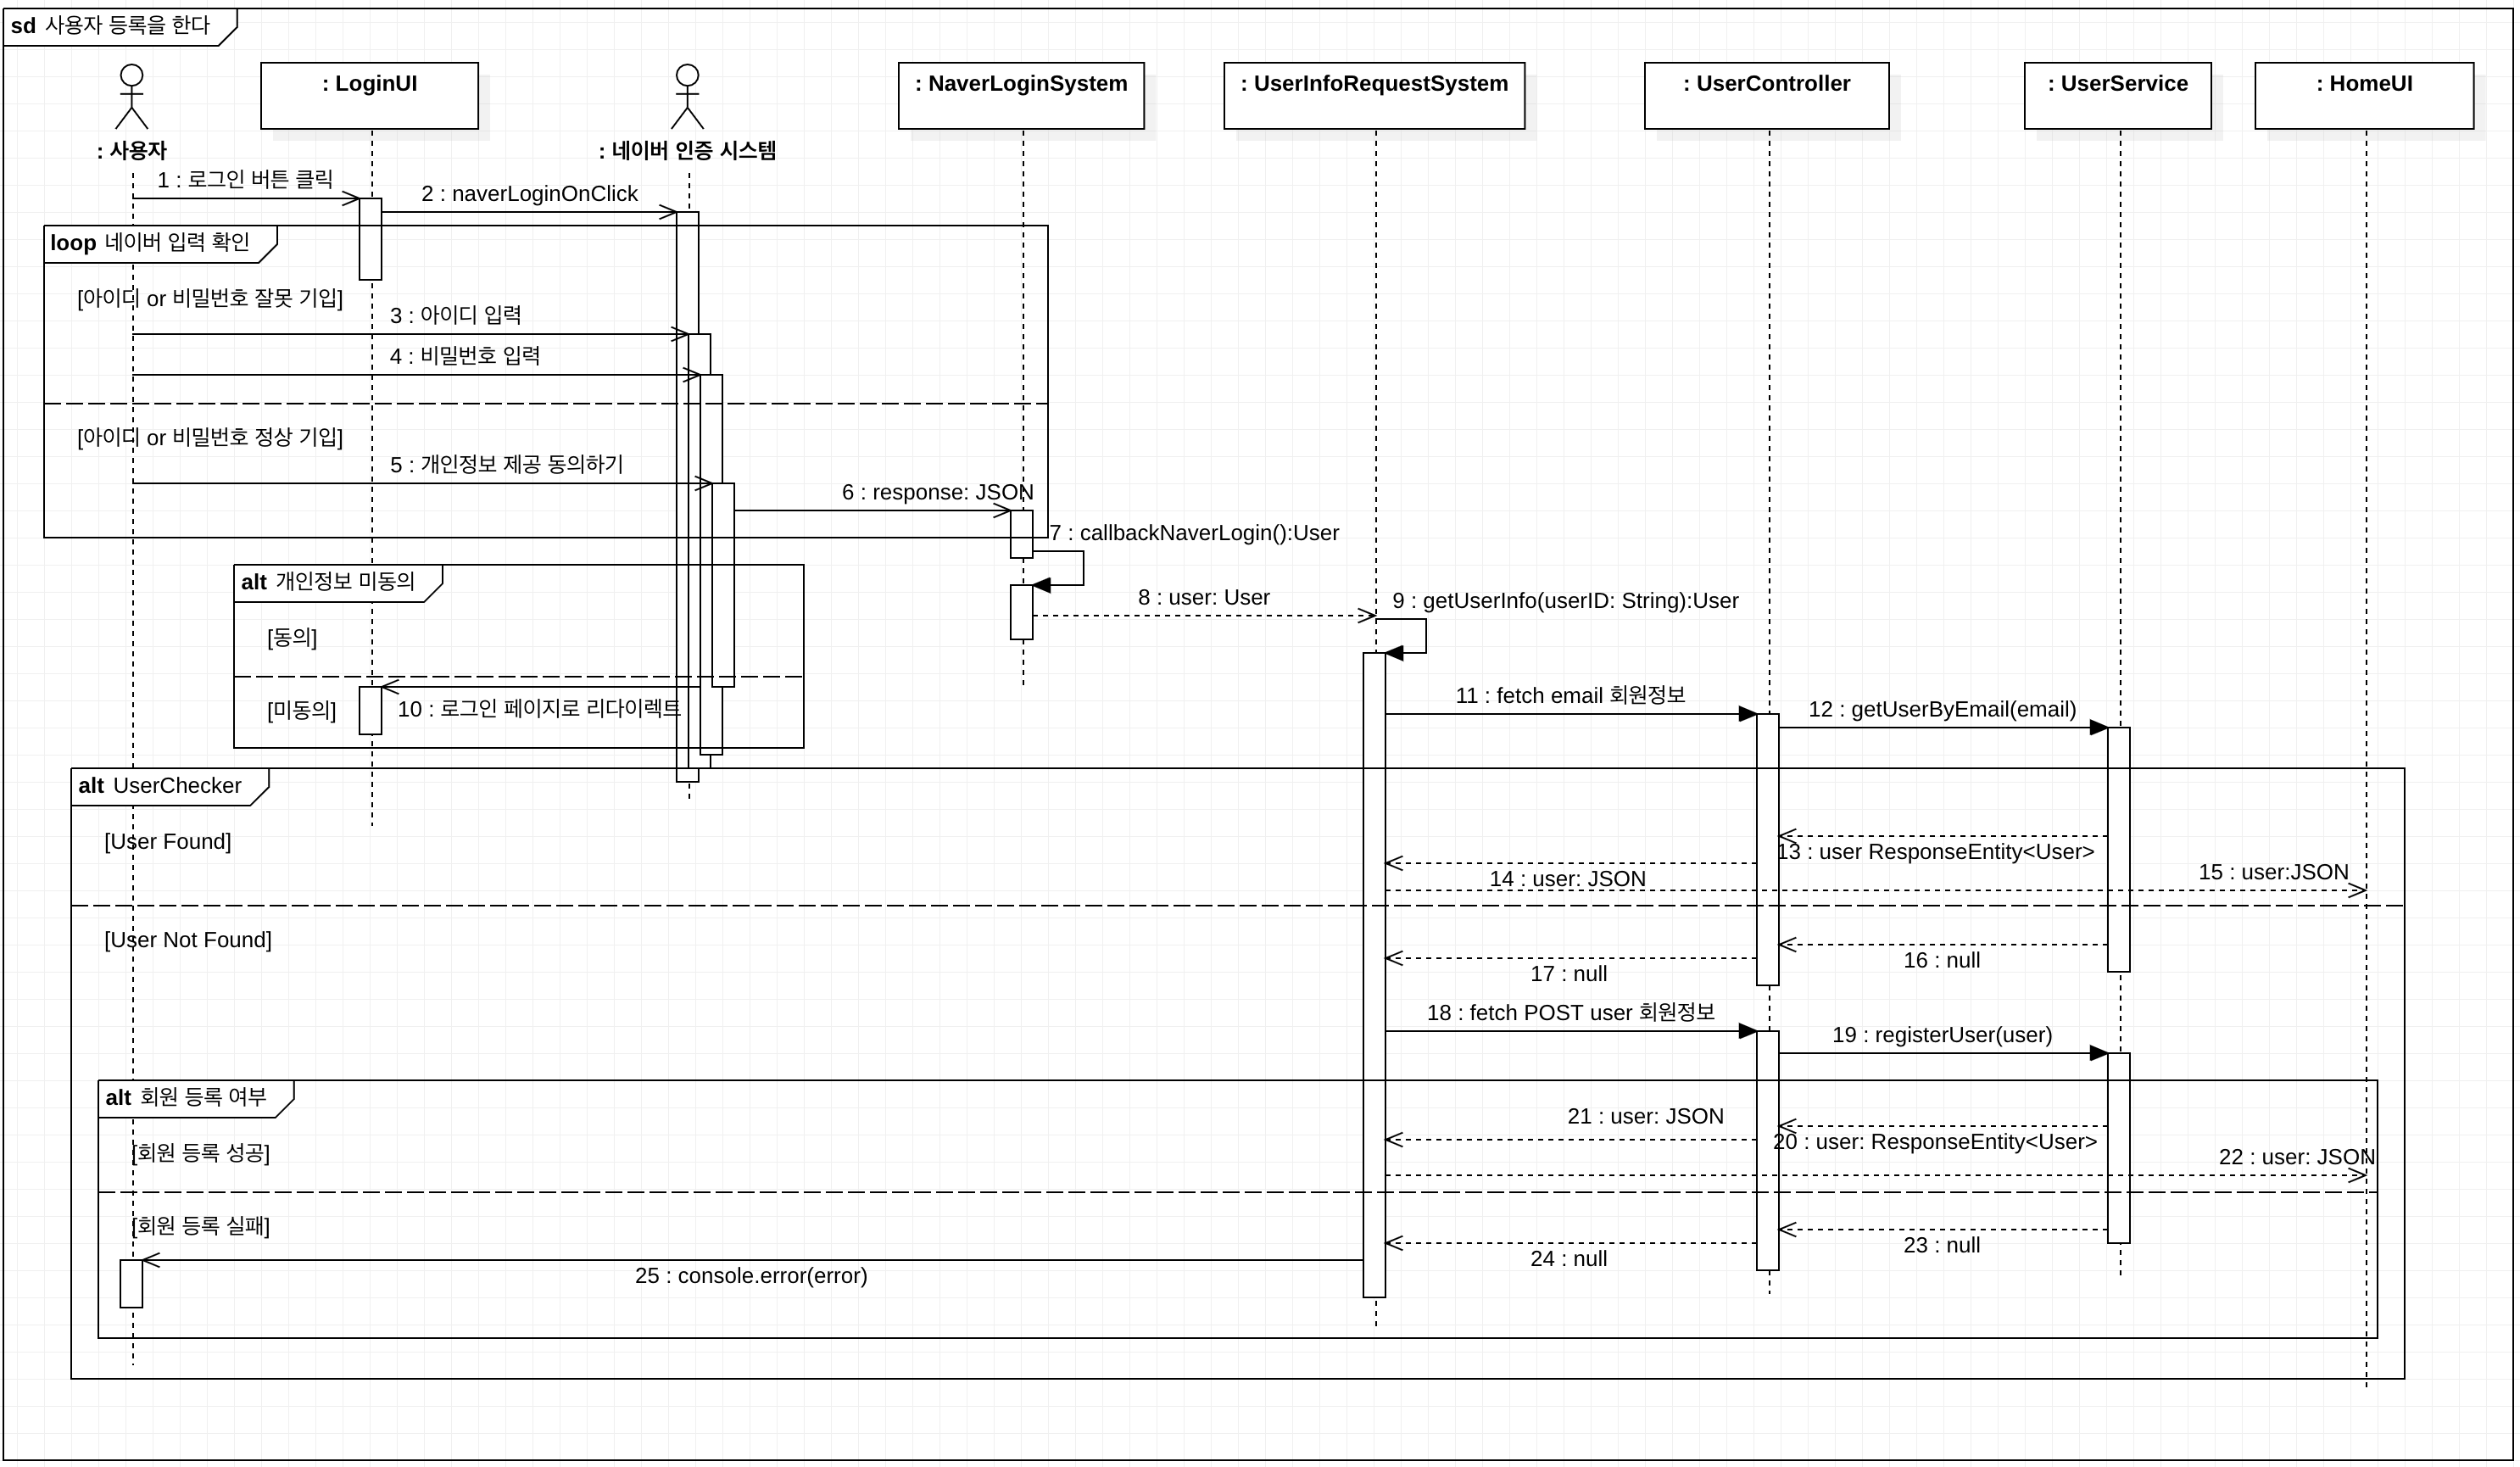 sd 사용자 등록을 한다
: 사용자
: LoginUI
: 네이버 인증 시스템
: NaverLoginSystem
: UserInfoRequestSystem
: UserController
: UserService
: HomeUI
1 : 로그인 버튼 클릭
2 : naverLoginOnClick
loop 네이버 입력 확인
[아이디 or 비밀번호 잘못 기입]
3 : 아이디 입력
4 : 비밀번호 입력
[아이디 or 비밀번호 정상 기입]
5 : 개인정보 제공 동의하기
6 : response: JSON
7 : callbackNaverLogin():User
alt 개인정보 미동의
[동의]
8 : user: User
9 : getUserInfo(userID: String):User
[미동의]
10 : 로그인 페이지로 리다이렉트
11 : fetch email 회원정보
12 : getUserByEmail(email)
alt UserChecker
[User Found]
13 : user ResponseEntity<User>
14 : user: JSON
15 : user:JSON
[User Not Found]
16 : null
17 : null
18 : fetch POST user 회원정보
19 : registerUser(user)
alt 회원 등록 여부
[회원 등록 성공]
20 : user: ResponseEntity<User>
21 : user: JSON
22 : user: JSON
[회원 등록 실패]
23 : null
24 : null
25 : console.error(error)